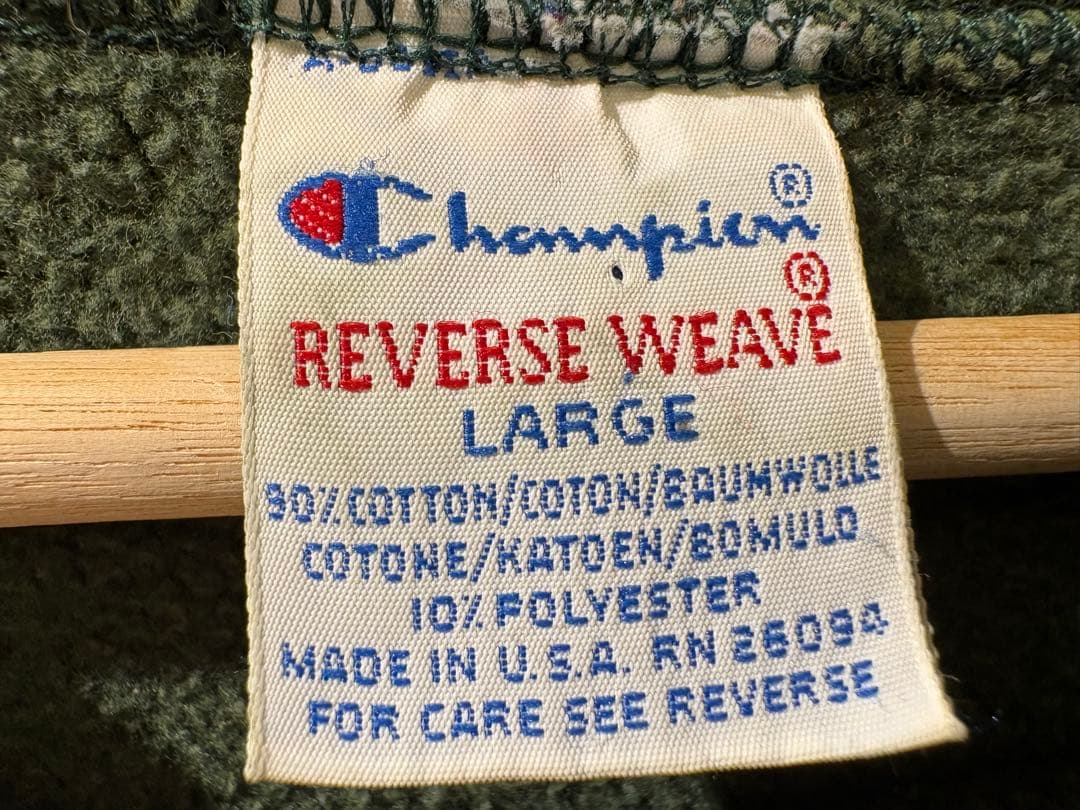 Champion®
REVERSE WEAVE®
LARGE
90% COTTON/COTON/BAUMWOLLE
COTONE/KATOEN/BOMULD
10% POLYESTER
MADE IN U.S.A. RN 26094
FOR CARE SEE REVERSE